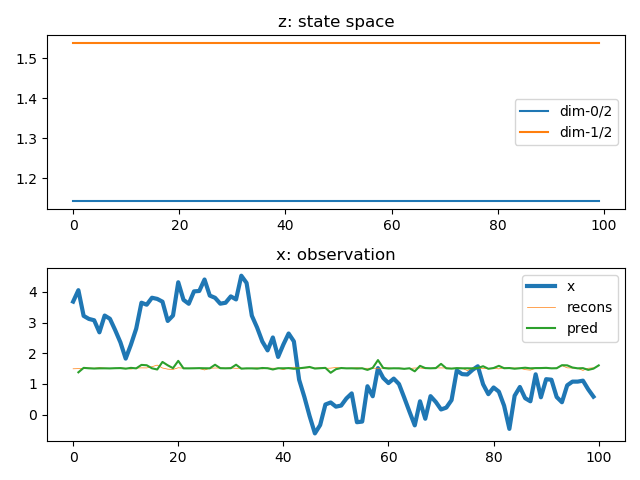 z: state space
1.5
1.4
1.3
1.2
dim-0/2
dim-1/2
0 20 40 60 80 100
x: observation
4
3
2
1
0
x
recons
pred
0 20 40 60 80 100